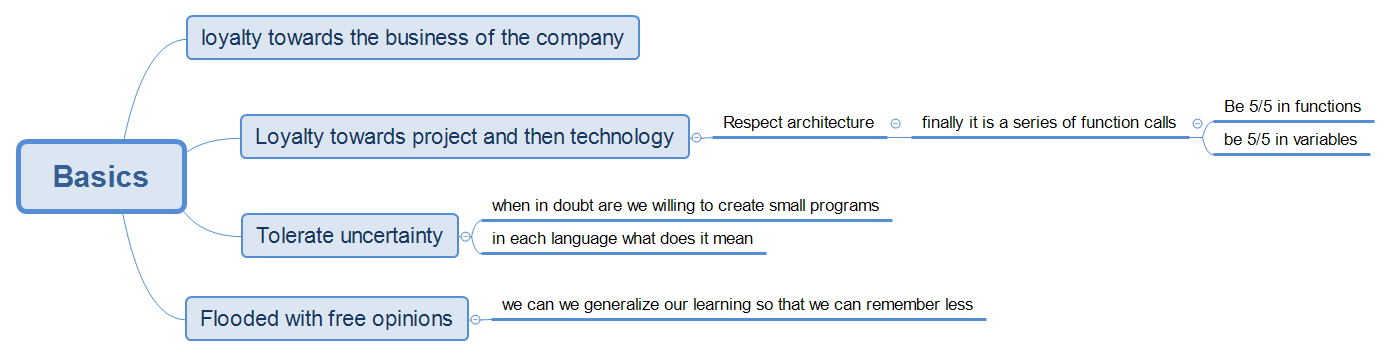 Basics
loyalty towards the business of the company
Loyalty towards project and then technology
Respect architecture
finally it is a series of function calls
Be 5/5 in functions
be 5/5 in variables
Tolerate uncertainty
when in doubt are we willing to create small programs
in each language what does it mean
Flooded with free opinions
we can we generalize our learning so that we can remember less